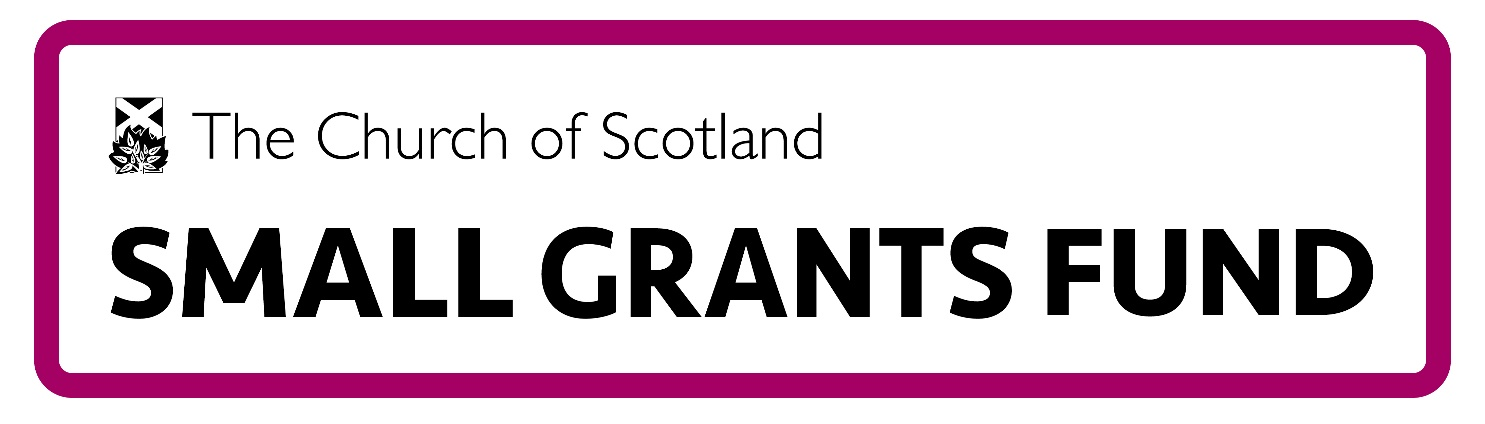 The Church of Scotland
SMALL GRANTS FUND